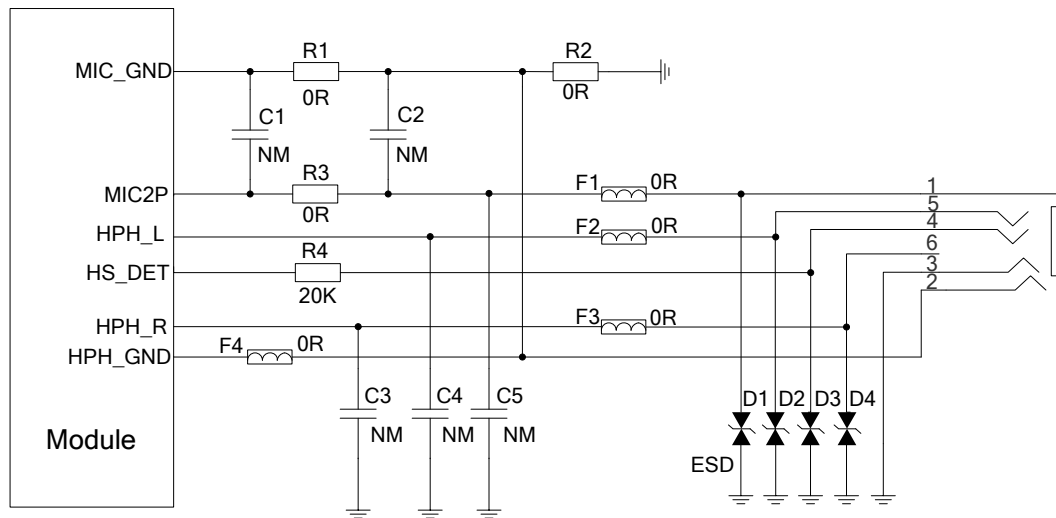 MIC_GND
R1
0R
R2
0R
C1
NM
C2
NM
MIC2P
R3
0R
F1
0R
1
HPH_L
F2
0R
5
4
HS_DET
R4
20K
6
3
HPH_R
F3
0R
2
HPH_GND
F4
0R
C3
NM
C4
NM
C5
NM
D1
D2
D3
D4
ESD
Module